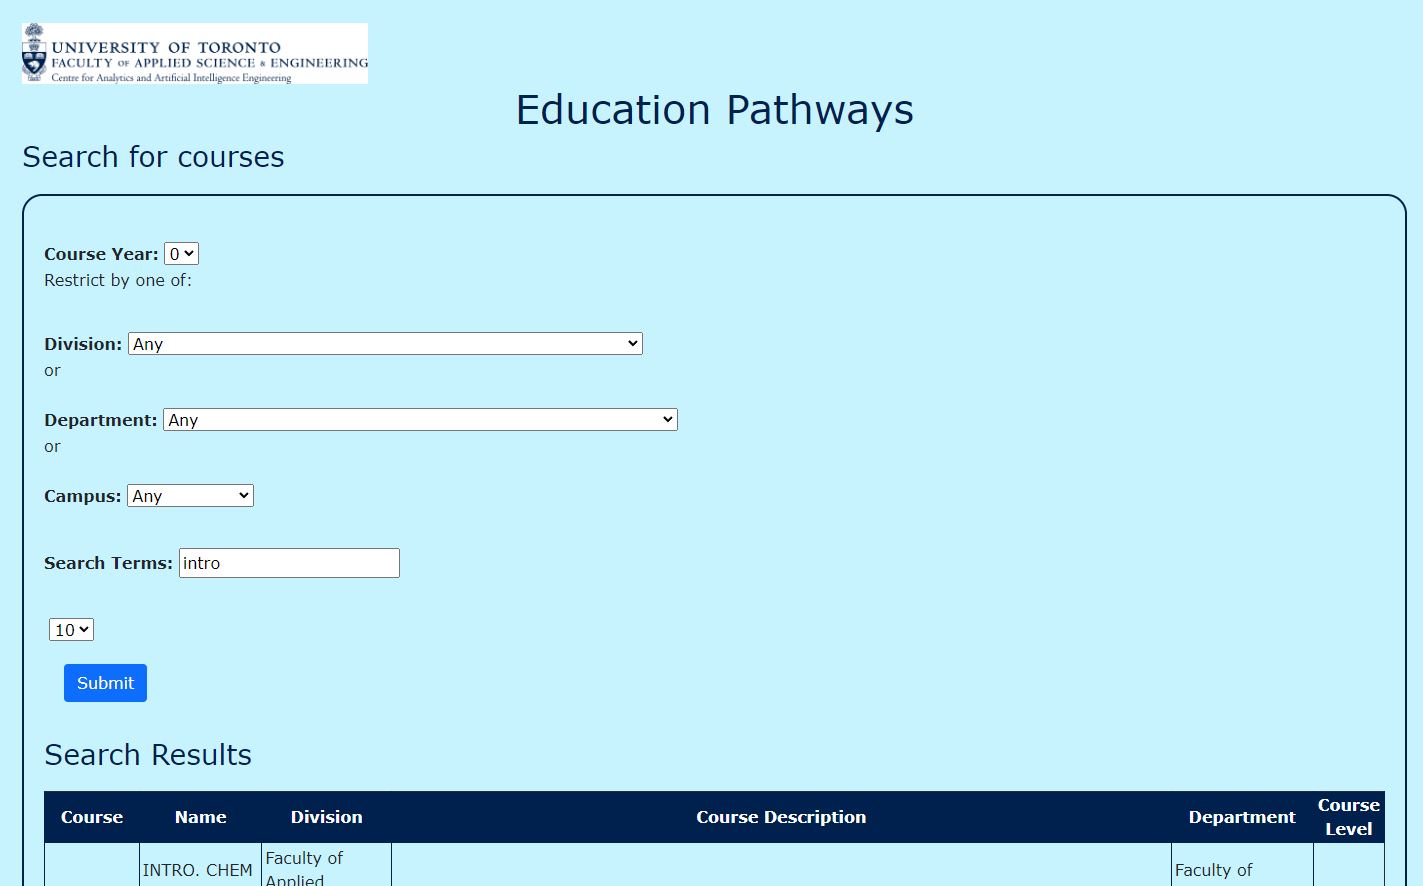 UNIVERSITY OF TORONTO
FACULTY OF APPLIED SCIENCE & ENGINEERING
Centre for Analytics and Artificial Intelligence Engineering
Education Pathways
Search for courses
Course Year: 0
Restrict by one of:
Division: Any
or
Department: Any
or
Campus: Any
Search Terms: intro
10
Submit
Search Results
Course Name Division Course Description Department Course Level
INTRO. CHEM Faculty of Applied Faculty of